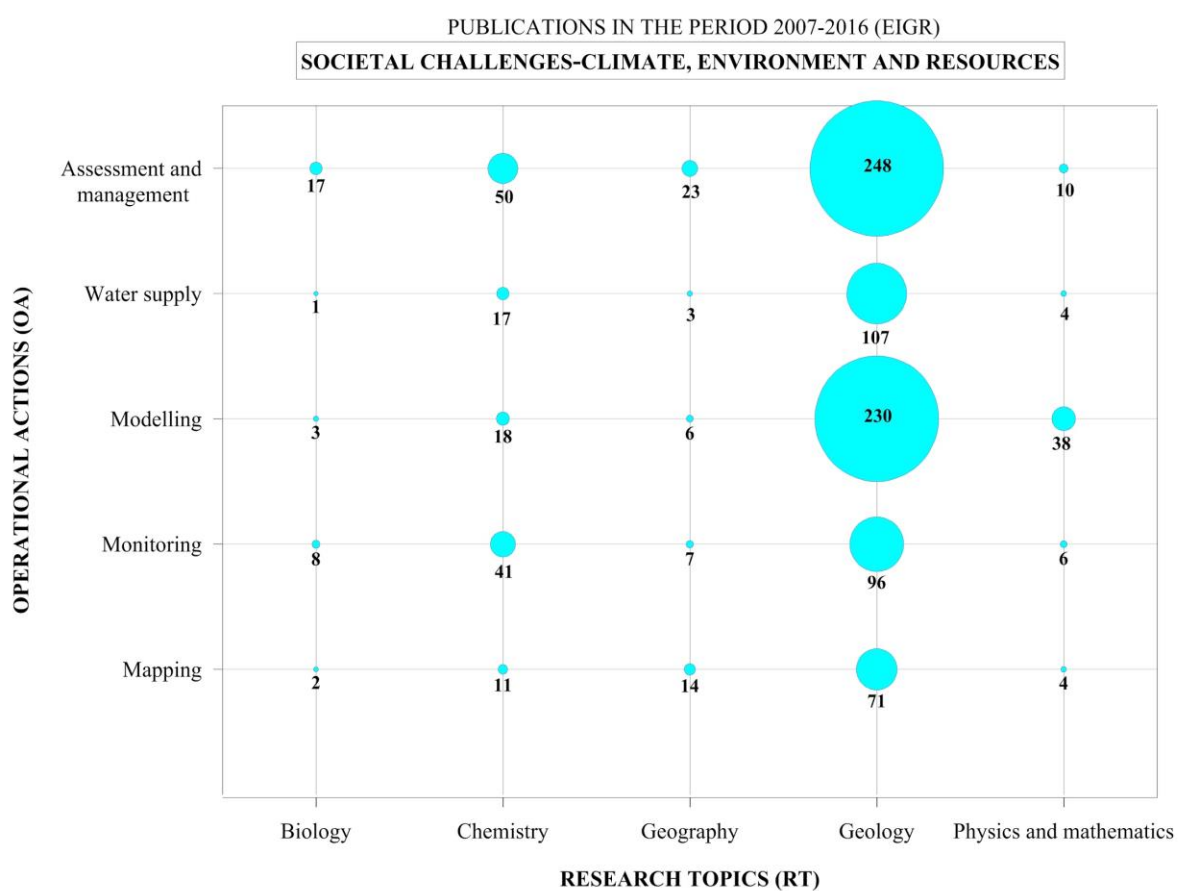 PUBLICATIONS IN THE PERIOD 2007-2016 (EIGR)
SOCIETAL CHALLENGES-CLIMATE, ENVIRONMENT AND RESOURCES
OPERATIONAL ACTIONS (OA)
Assessment and
management
17
50
23
248
10
Water supply
1
17
3
107
4
Modelling
3
18
6
230
38
Monitoring
8
41
7
96
6
Mapping
2
11
14
71
4
Biology
Chemistry
Geography
Geology
Physics and mathematics
RESEARCH TOPICS (RT)